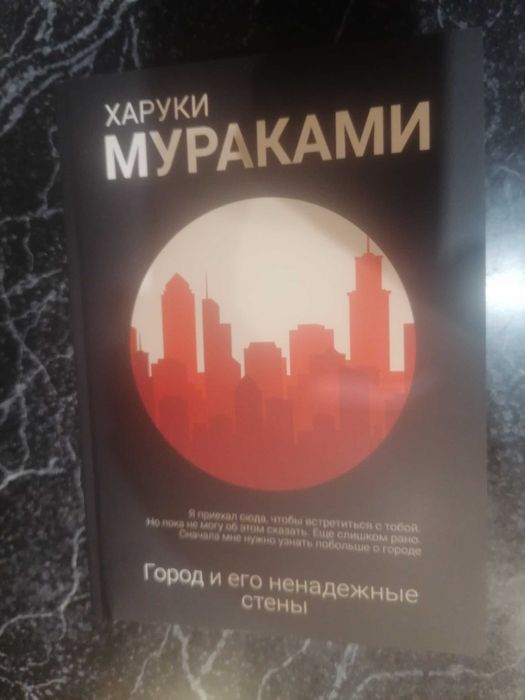 ХАРУКИ
МУРАКАМИ
Я приехал сюда, чтобы встретиться с тобой.
Но пока не могу об этом сказать. Еще слишком рано.
Сначала мне нужно узнать побольше о городе
Город и его ненадежные
стены